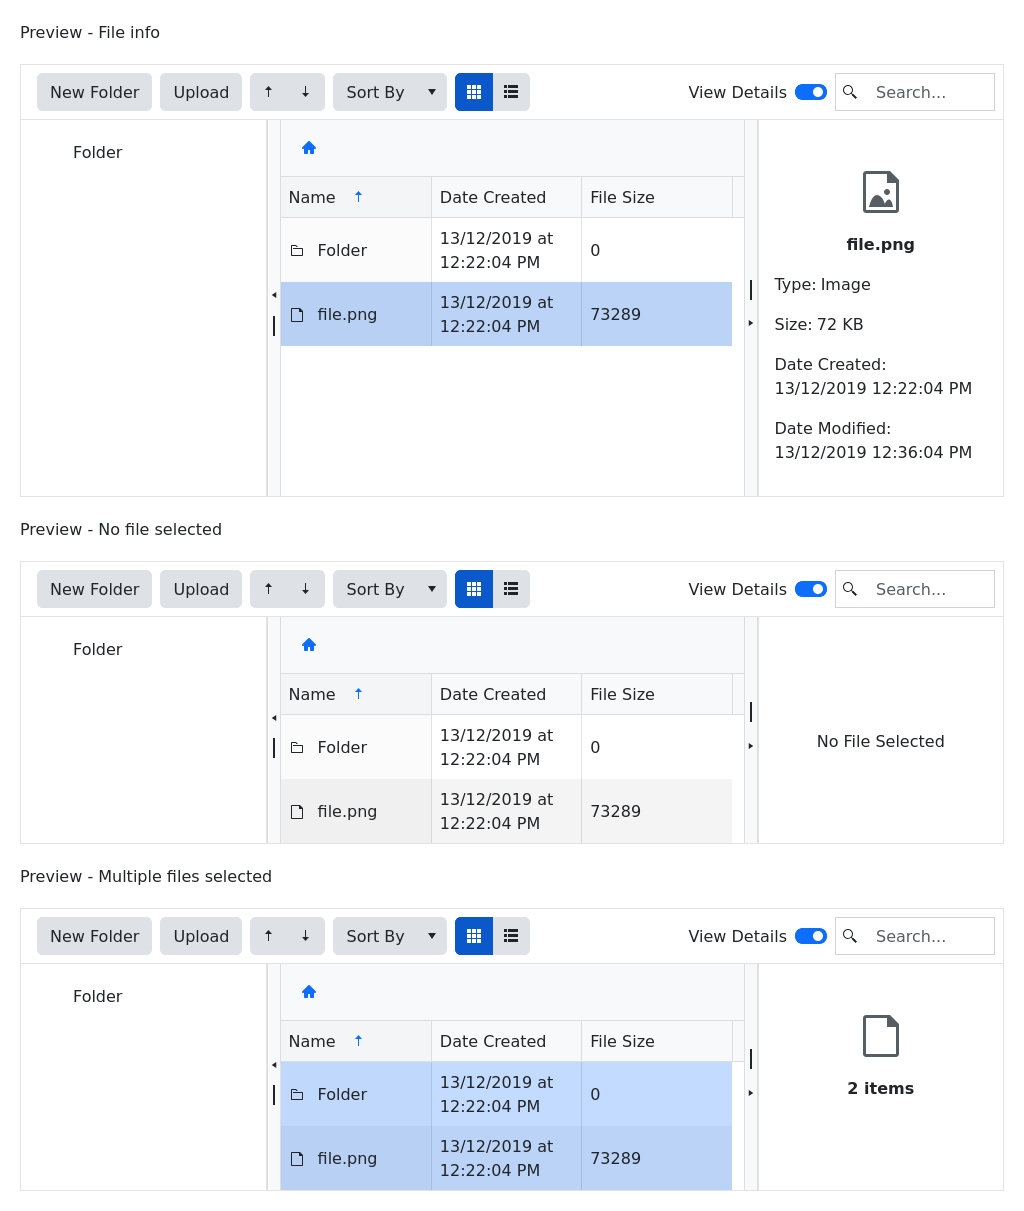 Preview - File info
New Folder Upload Sort By View Details Search...
Folder
Name Date Created File Size
Folder 13/12/2019 at 12:22:04 PM 0
file.png 13/12/2019 at 12:22:04 PM 73289
file.png
Type: Image
Size: 72 KB
Date Created:
13/12/2019 12:22:04 PM
Date Modified:
13/12/2019 12:36:04 PM
Preview - No file selected
New Folder Upload Sort By View Details Search...
Folder
Name Date Created File Size
Folder 13/12/2019 at 12:22:04 PM 0
file.png 13/12/2019 at 12:22:04 PM 73289
No File Selected
Preview - Multiple files selected
New Folder Upload Sort By View Details Search...
Folder
Name Date Created File Size
Folder 13/12/2019 at 12:22:04 PM 0
file.png 13/12/2019 at 12:22:04 PM 73289
2 items